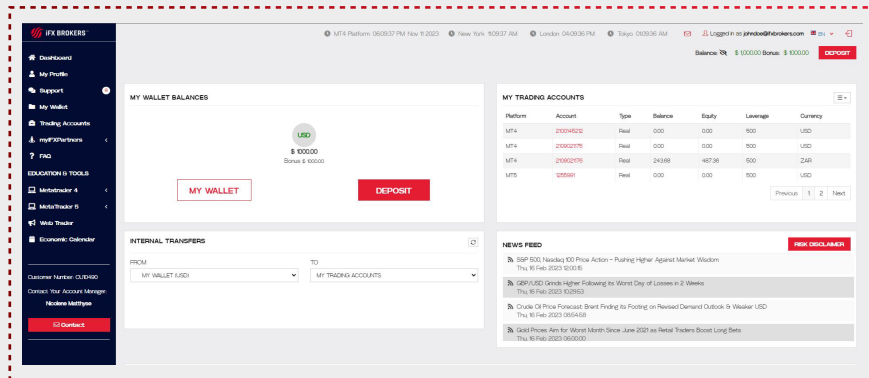 iFX BROKERS
MT4 Platform 06:09:37 PM Nov 11 2023 New York 11:09:37 AM London 04:09:36 PM Tokyo 01:09:36 AM Logged in as johndoe@ifxbrokers.com EN
Balance: $ 1,000.00 Bonus: $ 1000.00 DEPOSIT
Dashboard
My Profile
Support
My Wallet
Trading Accounts
myIFXPartners
FAQ
EDUCATION & TOOLS
Metatrader 4
MetaTrader 5
Web Trader
Economic Calendar
Customer Number: CU10490
Contact Your Account Manager:
Nicolene Matthyse
Contact
MY WALLET BALANCES
USD
$ 1000.00
Bonus $ 1000.00
MY WALLET DEPOSIT
MY TRADING ACCOUNTS
Platform Account Type Balance Equity Leverage Currency
MT4 2100145212 Real 0.00 0.00 500 USD
MT4 Real 0.00 0.00 500 USD
MT4 Real 243.68 487.36 500 ZAR
MT5 1255991 Real 0.00 0.00 500 USD
Previous 1 2 Next
INTERNAL TRANSFERS
FROM TO
MY WALLET (USD) MY TRADING ACCOUNTS
NEWS FEED RISK DISCLAIMER
S&P 500, Nasdaq 100 Price Action – Pushing Higher Against Market Wisdom
Thu, 16 Feb 2023 12:00:15
GBP/USD Grinds Higher Following its Worst Day of Losses in 2 Weeks
Thu, 16 Feb 2023 10:29:53
Crude Oil Price Forecast: Brent Finding its Footing on Revised Demand Outlook & Weaker USD
Thu, 16 Feb 2023 08:54:58
Gold Prices Aim for Worst Month Since June 2021 as Retail Traders Boost Long Bets
Thu, 16 Feb 2023 06:00:00